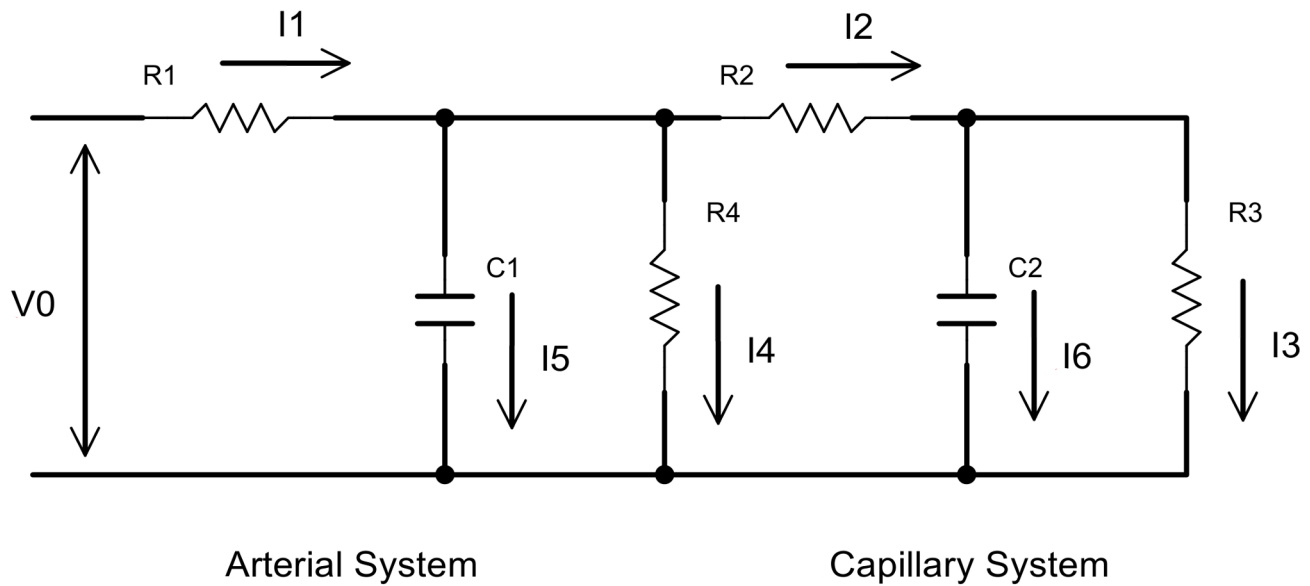 I1
I2
R1
R2
R4
R3
C1
C2
V0
I5
I4
I6
I3
Arterial System
Capillary System